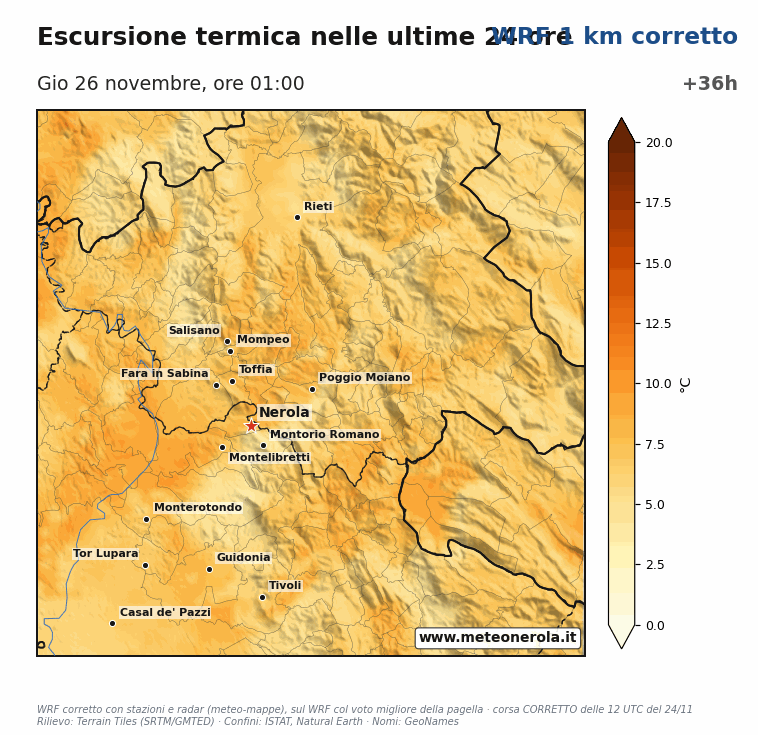 Escursione termica nelle ultime 24 ore
WRF 1 km corretto
Gio 26 novembre, ore 01:00
+36h
Rieti
Salisano
Mompeo
Toffia
Fara in Sabina
Poggio Moiano
Nerola
Montorio Romano
Montelibretti
Monterotondo
Tor Lupara
Guidonia
Tivoli
Casal de' Pazzi
www.meteonerola.it
20.0
17.5
15.0
12.5
10.0
7.5
5.0
2.5
0.0
°C
WRF corretto con stazioni e radar (meteo-mappe), sul WRF col voto migliore della pagella · corsa CORRETTO delle 12 UTC del 24/11
Rilievo: Terrain Tiles (SRTM/GMTED) · Confini: ISTAT, Natural Earth · Nomi: GeoNames